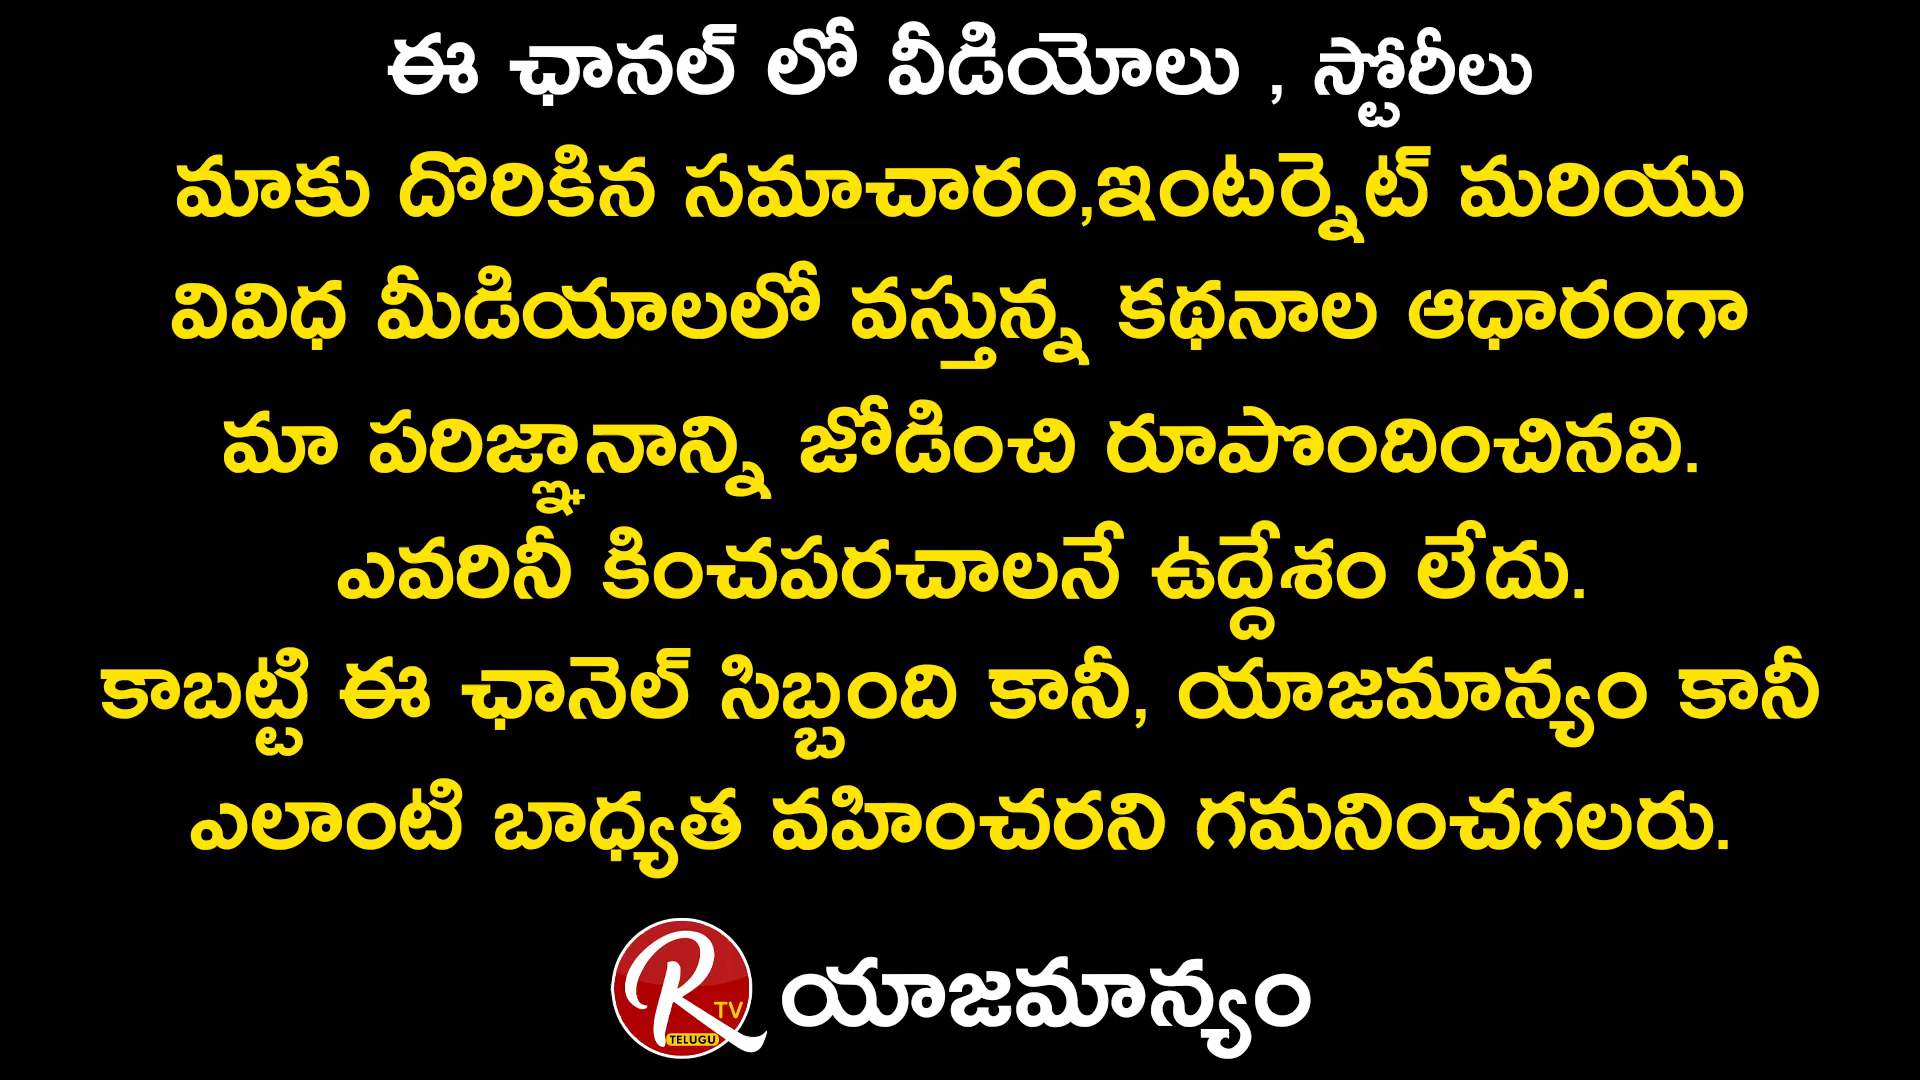 ఈ ఛానల్ లో వీడియోలు , స్టోరీలు
మాకు దొరికిన సమాచారం,ఇంటర్నెట్ మరియు
వివిధ మీడియాలలో వస్తున్న కథనాల ఆధారంగా
మా పరిజ్ఞానాన్ని జోడించి రూపొందించినవి.
ఎవరినీ కించపరచాలనే ఉద్దేశం లేదు.
కాబట్టి ఈ ఛానెల్ సిబ్బంది కానీ, యాజమాన్యం కానీ
ఎలాంటి బాధ్యత వహించరని గమనించగలరు.
R TV TELUGU యాజమాన్యం